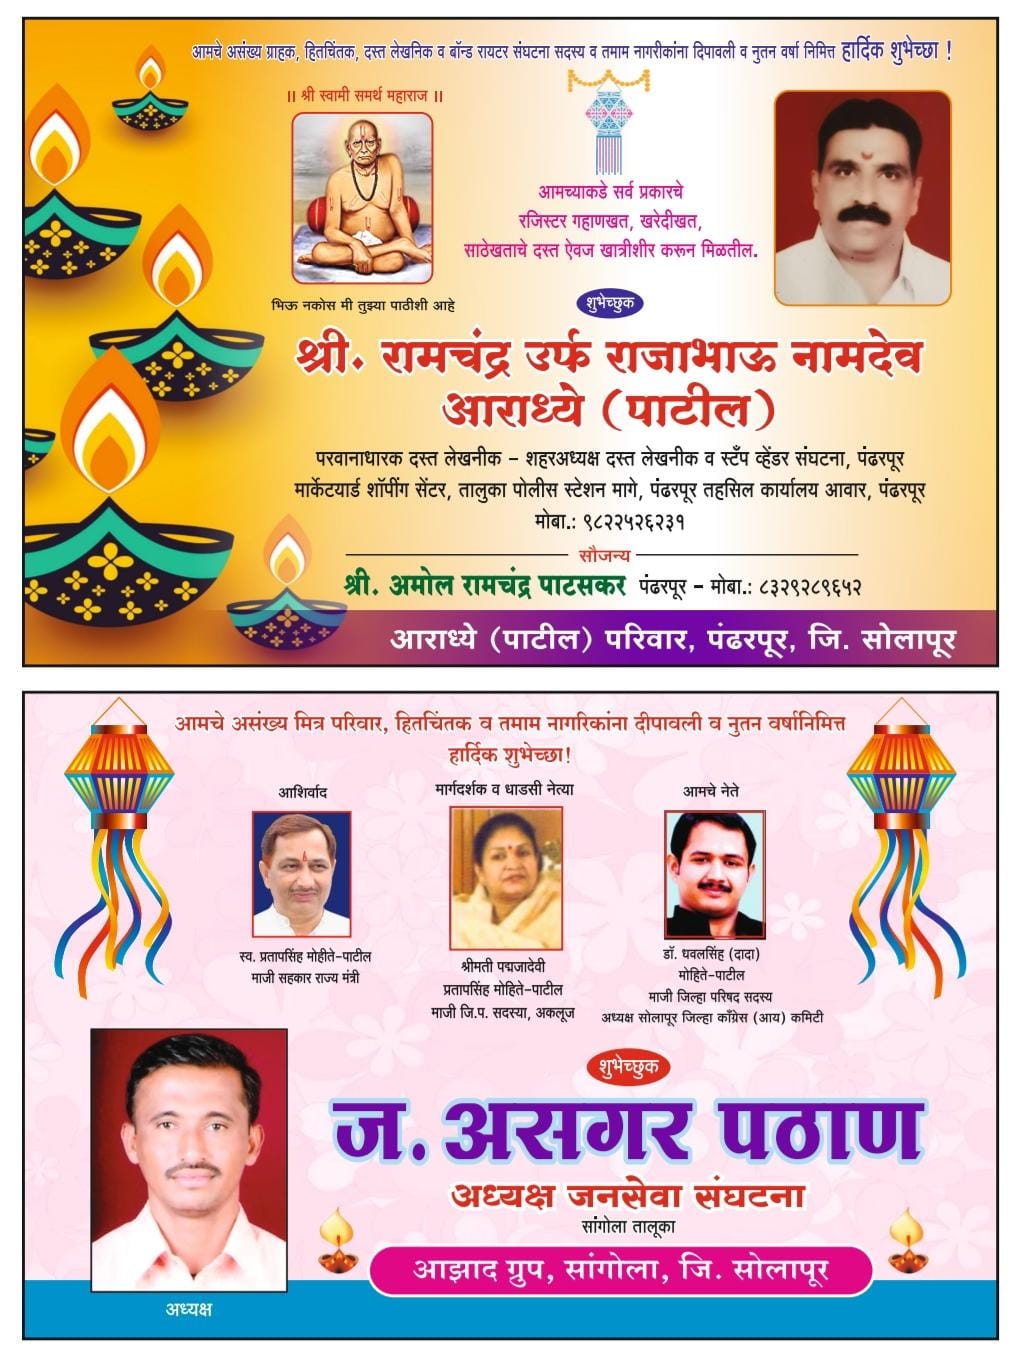 आमचे असंख्य ग्राहक, हितचिंतक, दस्त लेखनिक व बॉन्ड रायटर संघटना सदस्य व तमाम नागरीकांना दिपावली व नुतन वर्षा निमित्त हार्दिक शुभेच्छा !
॥ श्री स्वामी समर्थ महाराज ॥
भिऊ नकोस मी तुझ्या पाठीशी आहे
आमच्याकडे सर्व प्रकारचे
रजिस्टर गहाणखत, खरेदीखत,
साठेखताचे दस्त ऐवज खात्रीशीर करून मिळतील.
शुभेच्छुक
श्री. रामचंद्र उर्फ राजाभाऊ नामदेव
आराध्ये (पाटील)
परवानाधारक दस्त लेखनीक – शहरअध्यक्ष दस्त लेखनीक व स्टँप व्हेंडर संघटना, पंढरपूर
मार्केटयार्ड शॉपींग सेंटर, तालुका पोलीस स्टेशन मागे, पंढरपूर तहसिल कार्यालय आवार, पंढरपूर
मोबा.: ९८२२५२६२३१
सौजन्य
श्री. अमोल रामचंद्र पाटसकर पंढरपूर – मोबा.: ८३२९२८९६५२
आराध्ये (पाटील) परिवार, पंढरपूर, जि. सोलापूर
आमचे असंख्य मित्र परिवार, हितचिंतक व तमाम नागरिकांना दीपावली व नुतन वर्षानिमित्त
हार्दिक शुभेच्छा!
आशिर्वाद
स्व. प्रतापसिंह मोहीते-पाटील
माजी सहकार राज्य मंत्री
मार्गदर्शक व धाडसी नेत्या
श्रीमती पद्मजादेवी
प्रतापसिंह मोहिते-पाटील
माजी जि.प. सदस्या, अकलूज
आमचे नेते
डॉ. धवलसिंह (दादा)
मोहिते-पाटील
माजी जिल्हा परिषद सदस्य
अध्यक्ष सोलापूर जिल्हा काँग्रेस (आय) कमिटी
शुभेच्छुक
ज. असगर पठाण
अध्यक्ष जनसेवा संघटना
सांगोला तालूका
आझाद ग्रुप, सांगोला, जि. सोलापूर
अध्यक्ष